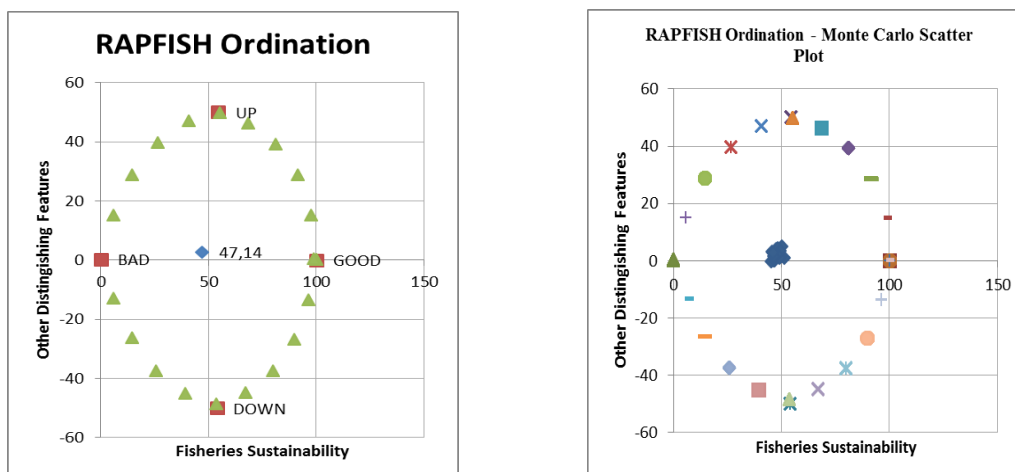 RAPFISH Ordination
60
UP
40
20
47,14
0
BAD
GOOD
0
50
100
150
-20
-40
DOWN
-60
Other Distingishing Features
Fisheries Sustainability
RAPFISH Ordination - Monte Carlo Scatter
Plot
60
40
20
0
0
50
100
150
-20
-40
-60
Other Distingishing Features
Fisheries Sustainability